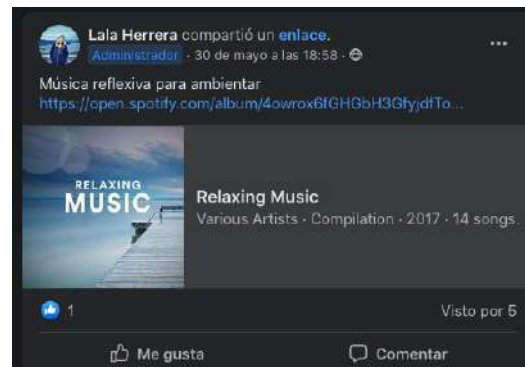 Lala Herrera compartió un enlace.
Administrador · 30 de mayo a las 18:58 ·
Música reflexiva para ambientar
https://open.spotify.com/album/4owrox6fGHGbH3GfyjdfTo...
RELAXING
MUSIC
Relaxing Music
Various Artists · Compilation · 2017 · 14 songs.
1
Visto por 5
Me gusta
Comentar